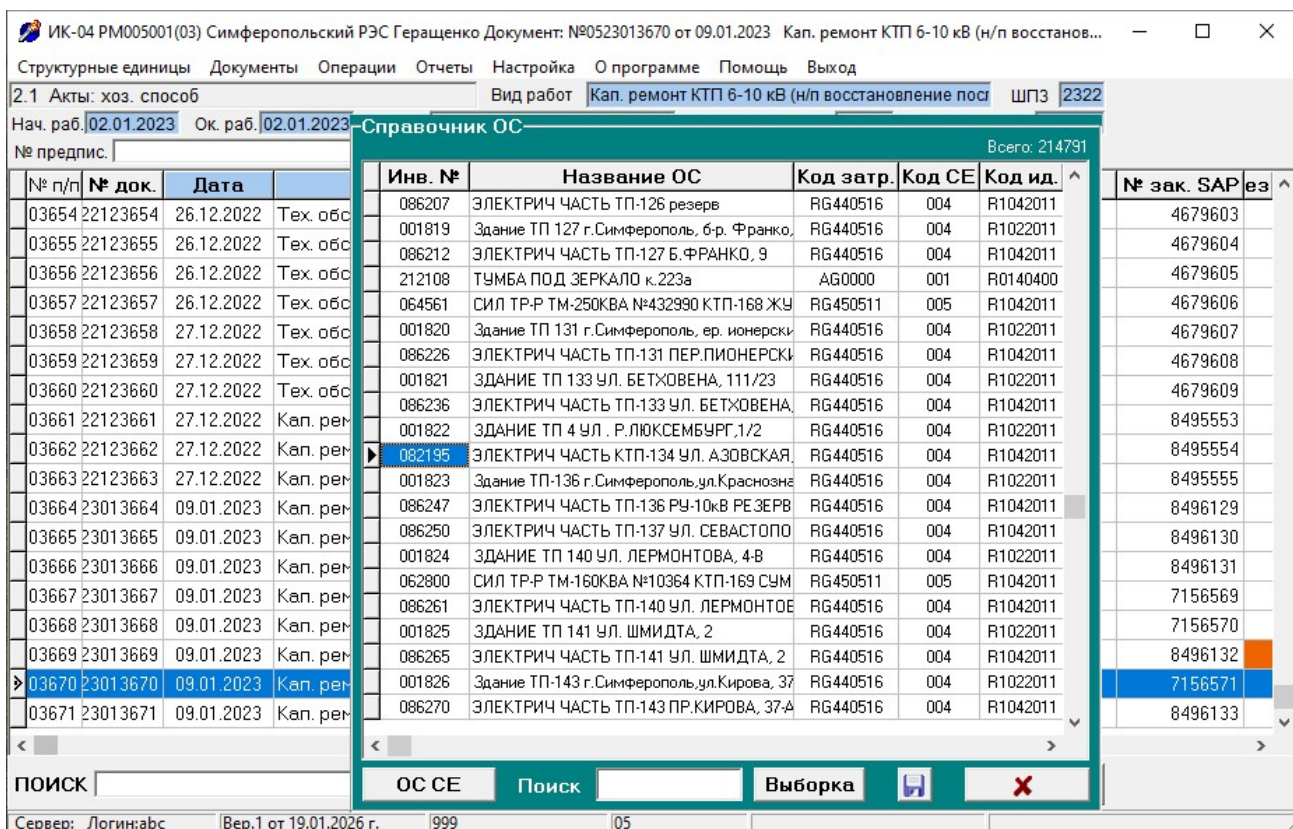 ИК-04 РМ005001(03) Симферопольский РЭС Геращенко Документ: №0523013670 от 09.01.2023 Кап. ремонт КТП 6-10 кВ (н/п восстанов...
Структурные единицы Документы Операции Отчеты Настройка О программе Помощь Выход
2.1 Акты: хоз. способ Вид работ Кап. ремонт КТП 6-10 кВ (н/п восстановление посл ШПЗ 2322
Нач. раб. 02.01.2023 Ок. раб. 02.01.2023
№ предпис.
№ п/п № док. Дата № зак. SAP ез
03654 22123654 26.12.2022 Тех. обс 4679603
03655 22123655 26.12.2022 Тех. обс 4679604
03656 22123656 26.12.2022 Тех. обс 4679605
03657 22123657 26.12.2022 Тех. обс 4679606
03658 22123658 27.12.2022 Тех. обс 4679607
03659 22123659 27.12.2022 Тех. обс 4679608
03660 22123660 27.12.2022 Тех. обс 4679609
03661 22123661 27.12.2022 Кап. рем 8495553
03662 22123662 27.12.2022 Кап. рем 8495554
03663 22123663 27.12.2022 Кап. рем 8495555
03664 23013664 09.01.2023 Кап. рем 8496129
03665 23013665 09.01.2023 Кап. рем 8496130
03666 23013666 09.01.2023 Кап. рем 8496131
03667 23013667 09.01.2023 Кап. рем 7156569
03668 23013668 09.01.2023 Кап. рем 7156570
03669 23013669 09.01.2023 Кап. рем 8496132
03670 23013670 09.01.2023 Кап. рем 7156571
03671 23013671 09.01.2023 Кап. рем 8496133
Справочник ОС
Всего: 214791
Инв. № Название ОС Код затр. Код СЕ Код ид.
086207 ЭЛЕКТРИЧ ЧАСТЬ ТП-126 резерв RG440516 004 R1042011
001819 Здание ТП 127 г.Симферополь, б-р. Франко, RG440516 004 R1022011
086212 ЭЛЕКТРИЧ ЧАСТЬ ТП-127 Б.ФРАНКО, 9 RG440516 004 R1042011
212108 ТУМБА ПОД ЗЕРКАЛО к.223а AG0000 001 R0140400
064561 СИЛ ТР-Р ТМ-250КВА №432990 КТП-168 ЖУ RG450511 005 R1042011
001820 Здание ТП 131 г.Симферополь, ер. ионерски RG440516 004 R1022011
086226 ЭЛЕКТРИЧ ЧАСТЬ ТП-131 ПЕР.ПИОНЕРСКИ RG440516 004 R1042011
001821 ЗДАНИЕ ТП 133 УЛ. БЕТХОВЕНА, 111/23 RG440516 004 R1022011
086236 ЭЛЕКТРИЧ ЧАСТЬ ТП-133 УЛ. БЕТХОВЕНА, RG440516 004 R1042011
001822 ЗДАНИЕ ТП 4 УЛ . Р.ЛЮКСЕМБУРГ,1/2 RG440516 004 R1022011
082195 ЭЛЕКТРИЧ ЧАСТЬ КТП-134 УЛ. АЗОВСКАЯ, RG440516 004 R1042011
001823 Здание ТП-136 г.Симферополь,ул.Краснозна RG440516 004 R1022011
086247 ЭЛЕКТРИЧ ЧАСТЬ ТП-136 РУ-10кВ РЕЗЕРВ RG440516 004 R1042011
086250 ЭЛЕКТРИЧ ЧАСТЬ ТП-137 УЛ. СЕВАСТОПО RG440516 004 R1042011
001824 ЗДАНИЕ ТП 140 УЛ. ЛЕРМОНТОВА, 4-В RG440516 004 R1022011
062800 СИЛ ТР-Р ТМ-160КВА №10364 КТП-169 СУМ RG450511 005 R1042011
086261 ЭЛЕКТРИЧ ЧАСТЬ ТП-140 УЛ. ЛЕРМОНТОВ RG440516 004 R1042011
001825 ЗДАНИЕ ТП 141 УЛ. ШМИДТА, 2 RG440516 004 R1022011
086265 ЭЛЕКТРИЧ ЧАСТЬ ТП-141 УЛ. ШМИДТА, 2 RG440516 004 R1042011
001826 Здание ТП-143 г.Симферополь,ул.Кирова, 37 RG440516 004 R1022011
086270 ЭЛЕКТРИЧ ЧАСТЬ ТП-143 ПР.КИРОВА, 37-А RG440516 004 R1042011
ОС СЕ Поиск Выборка
ПОИСК
Сервер: Логин:abc Вер.1 от 19.01.2026 г. 999 05